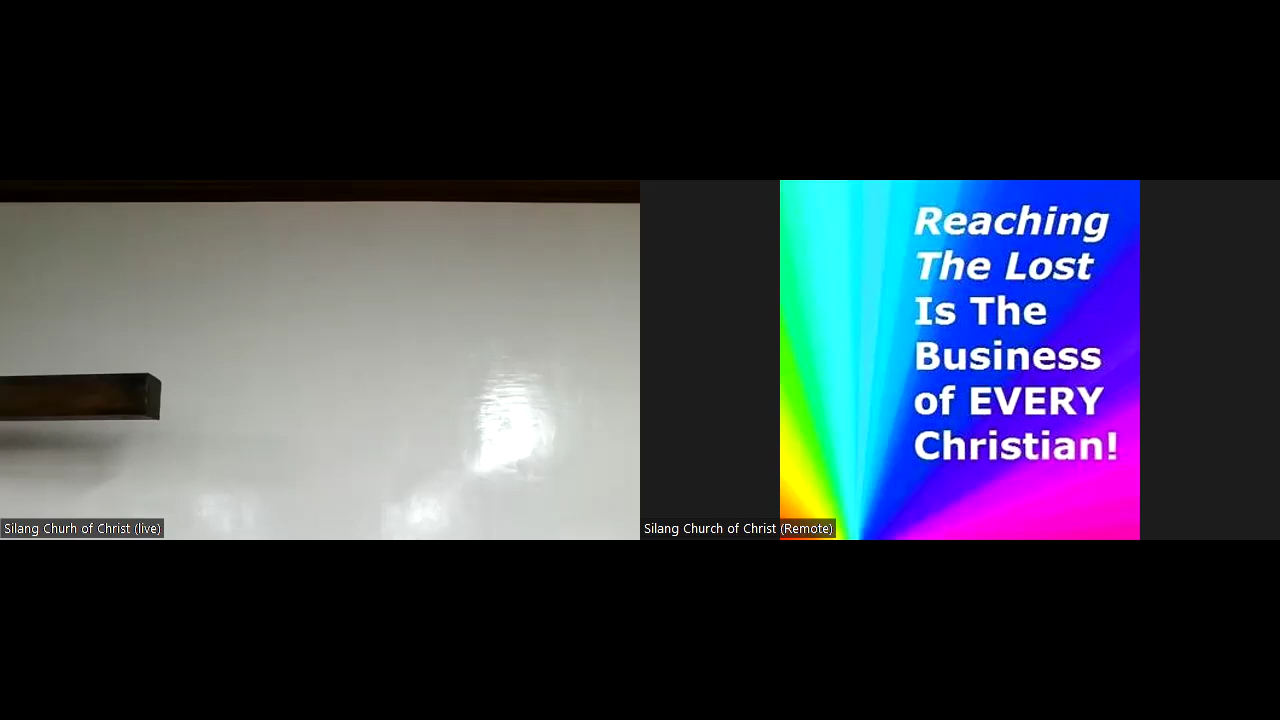 Reaching
The Lost
Is The
Business
of EVERY
Christian!
Silang Churh of Christ (live)
Silang Church of Christ (Remote)